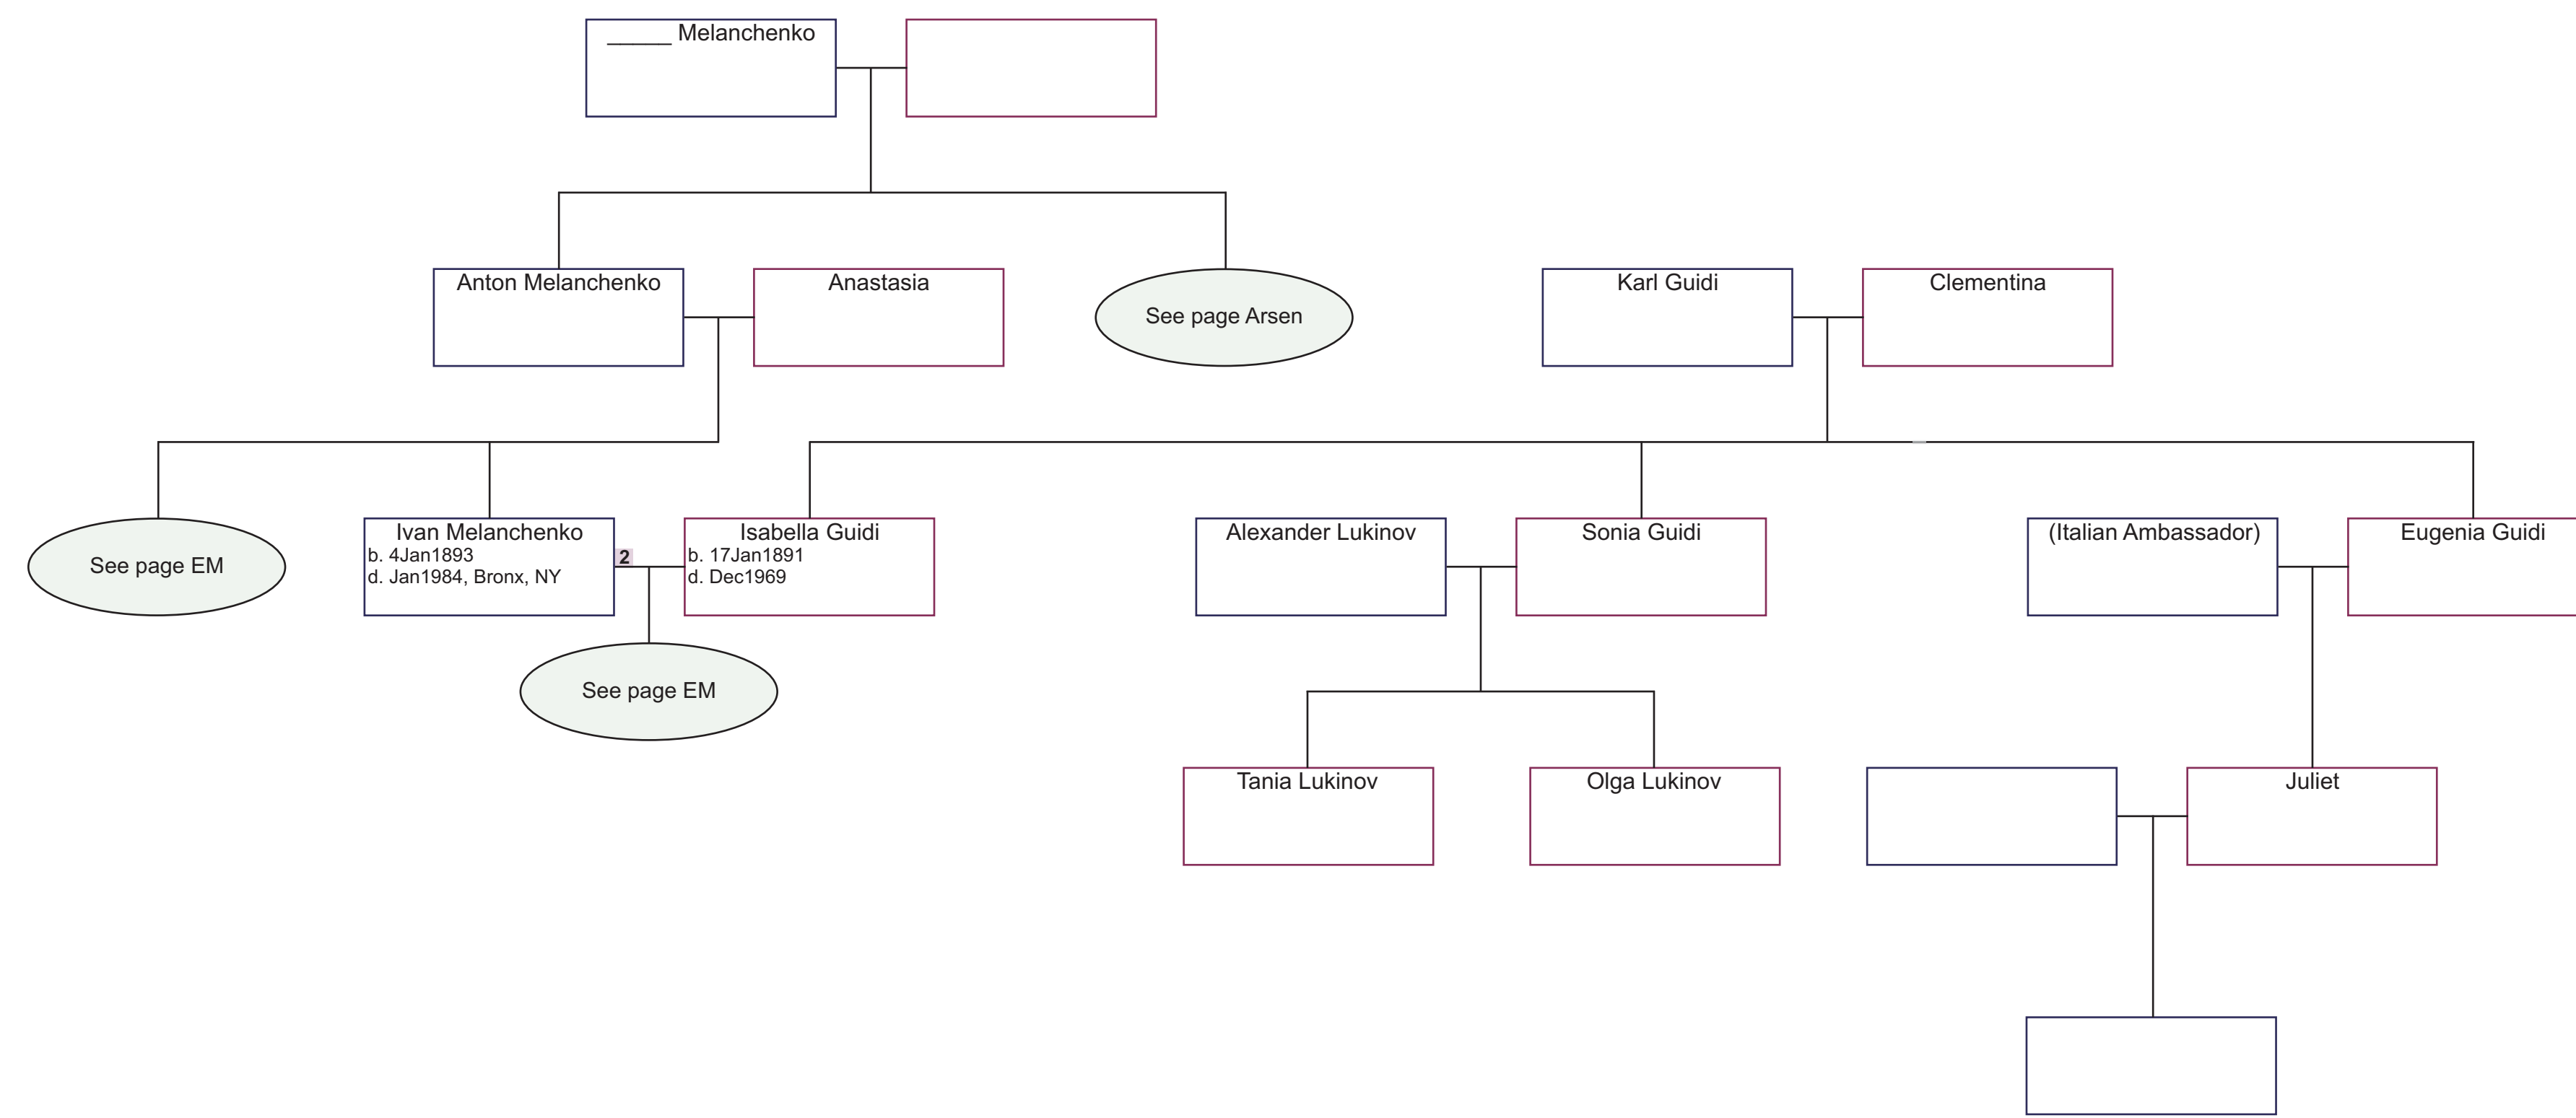 _____ Melanchenko
Anton Melanchenko
Anastasia
See page Arsen
Karl Guidi
Clementina
See page EM
Ivan Melanchenko
b. 4Jan1893
d. Jan1984, Bronx, NY
2
Isabella Guidi
b. 17Jan1891
d. Dec1969
Alexander Lukinov
Sonia Guidi
(Italian Ambassador)
Eugenia Guidi
See page EM
Tania Lukinov
Olga Lukinov
Juliet